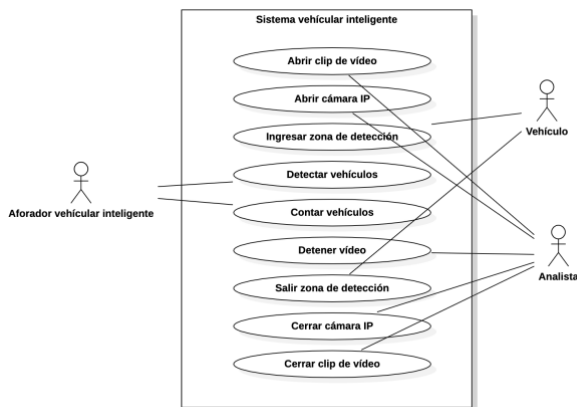 Sistema vehícular inteligente
Abrir clip de vídeo
Abrir cámara IP
Ingresar zona de detección
Vehículo
Detectar vehículos
Aforador vehícular inteligente
Contar vehículos
Detener vídeo
Analista
Salir zona de detección
Cerrar cámara IP
Cerrar clip de vídeo